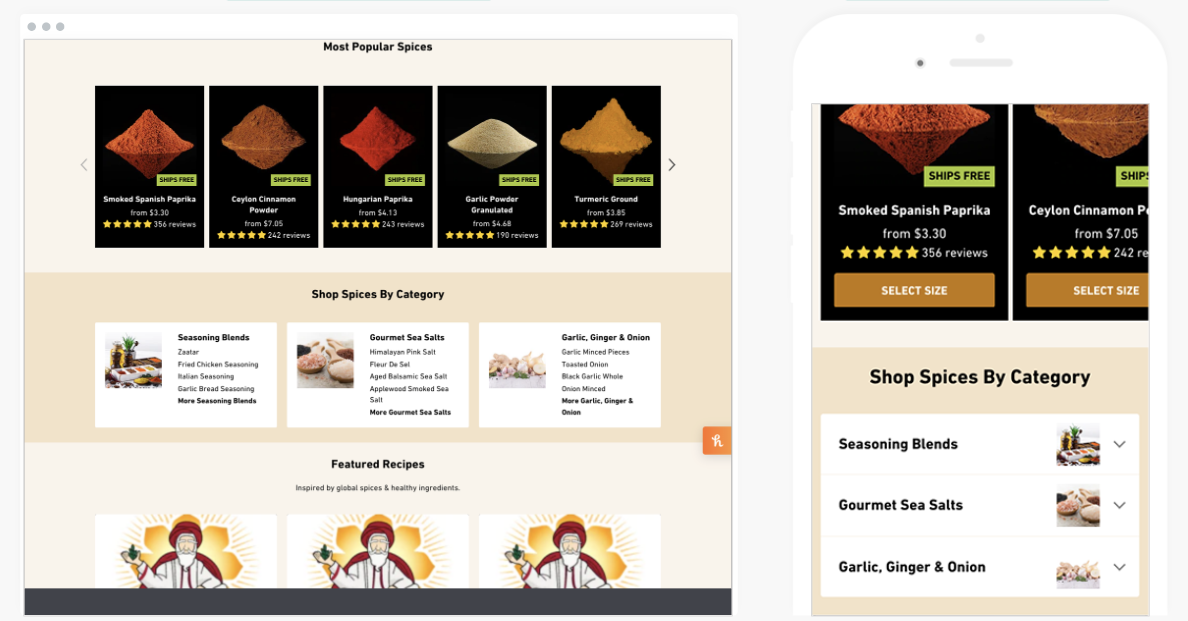 Most Popular Spices
SHIPS FREE
Smoked Spanish Paprika
from $3.30
356 reviews
SHIPS FREE
Ceylon Cinnamon
Powder
from $7.05
242 reviews
SHIPS FREE
Hungarian Paprika
from $4.13
243 reviews
SHIPS FREE
Garlic Powder
Granulated
from $4.68
190 reviews
SHIPS FREE
Turmeric Ground
from $3.85
269 reviews
Shop Spices By Category
Seasoning Blends
Zaatar
Fried Chicken Seasoning
Italian Seasoning
Garlic Bread Seasoning
More Seasoning Blends
Gourmet Sea Salts
Himalayan Pink Salt
Fleur De Sel
Aged Balsamic Sea Salt
Applewood Smoked Sea
Salt
More Gourmet Sea Salts
Garlic, Ginger & Onion
Garlic Minced Pieces
Toasted Onion
Black Garlic Whole
Onion Minced
More Garlic, Ginger &
Onion
Featured Recipes
Inspired by global spices & healthy ingredients.
SHIPS FREE
Smoked Spanish Paprika
from $3.30
356 reviews
SELECT SIZE
SHIPS
Ceylon Cinnamon P
from $7.05
242 re
SELECT SIZE
Shop Spices By Category
Seasoning Blends
Gourmet Sea Salts
Garlic, Ginger & Onion